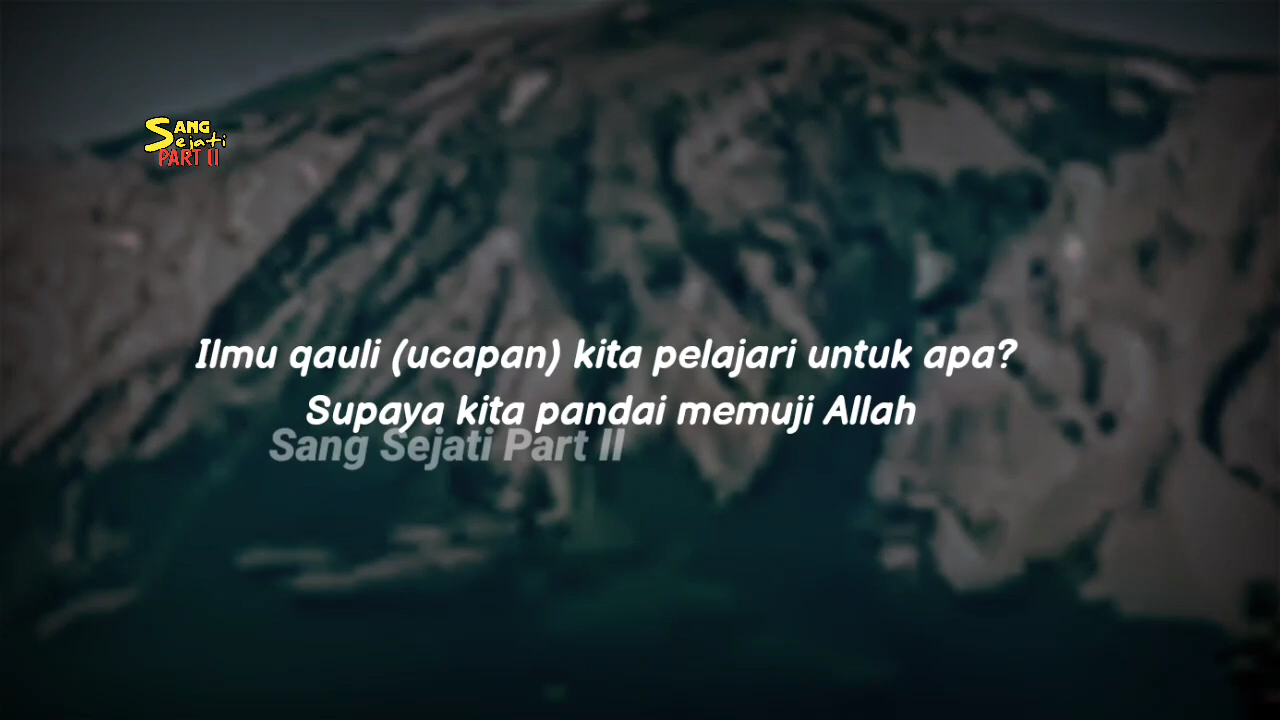 SANG
Sejati
PART II
Ilmu qauli (ucapan) kita pelajari untuk apa?
Supaya kita pandai memuji Allah
Sang Sejati Part II